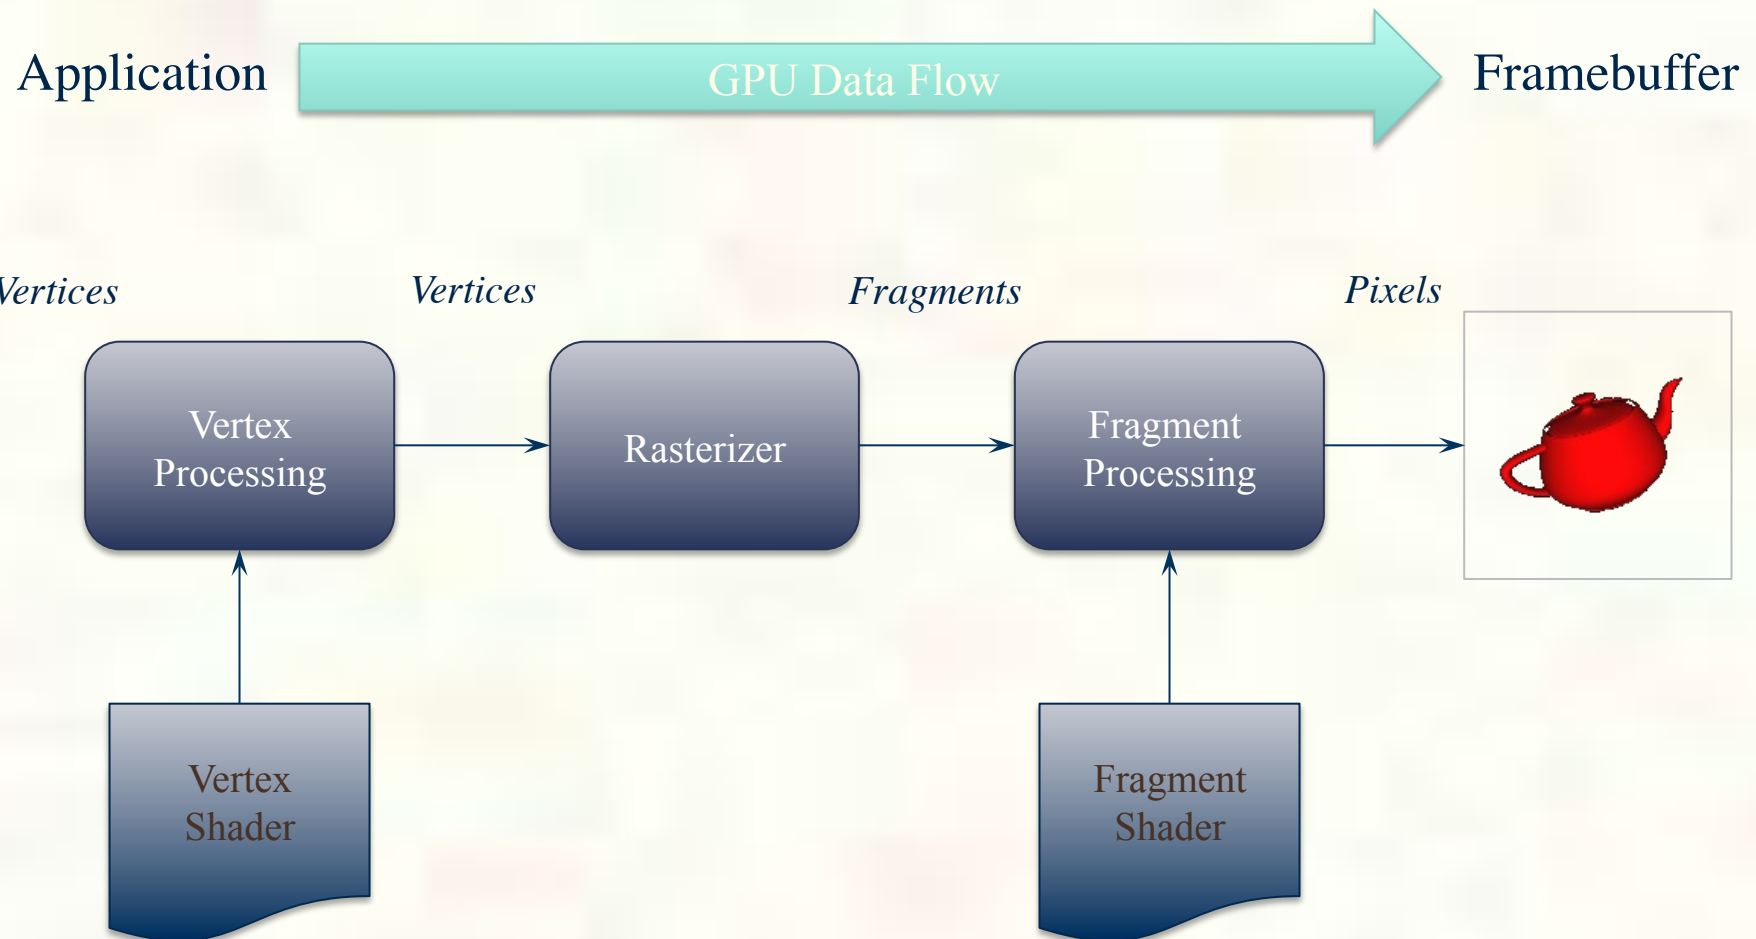 Application
GPU Data Flow
Framebuffer
Vertices
Vertices
Fragments
Pixels
Vertex
Processing
Rasterizer
Fragment
Processing
Vertex
Shader
Fragment
Shader